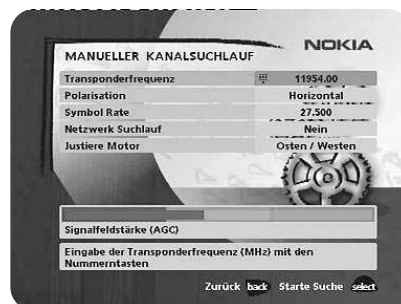 NOKIA
MANUELLER KANALSUCHLAUF
Transponderfrequenz 11954.00
Polarisation Horizontal
Symbol Rate 27.500
Netzwerk Suchlauf Nein
Justiere Motor Osten / Westen
Signalfeldstärke (AGC)
Eingabe der Transponderfrequenz (MHz) mit den
Nummerntasten
Zurück back Starte Suche select